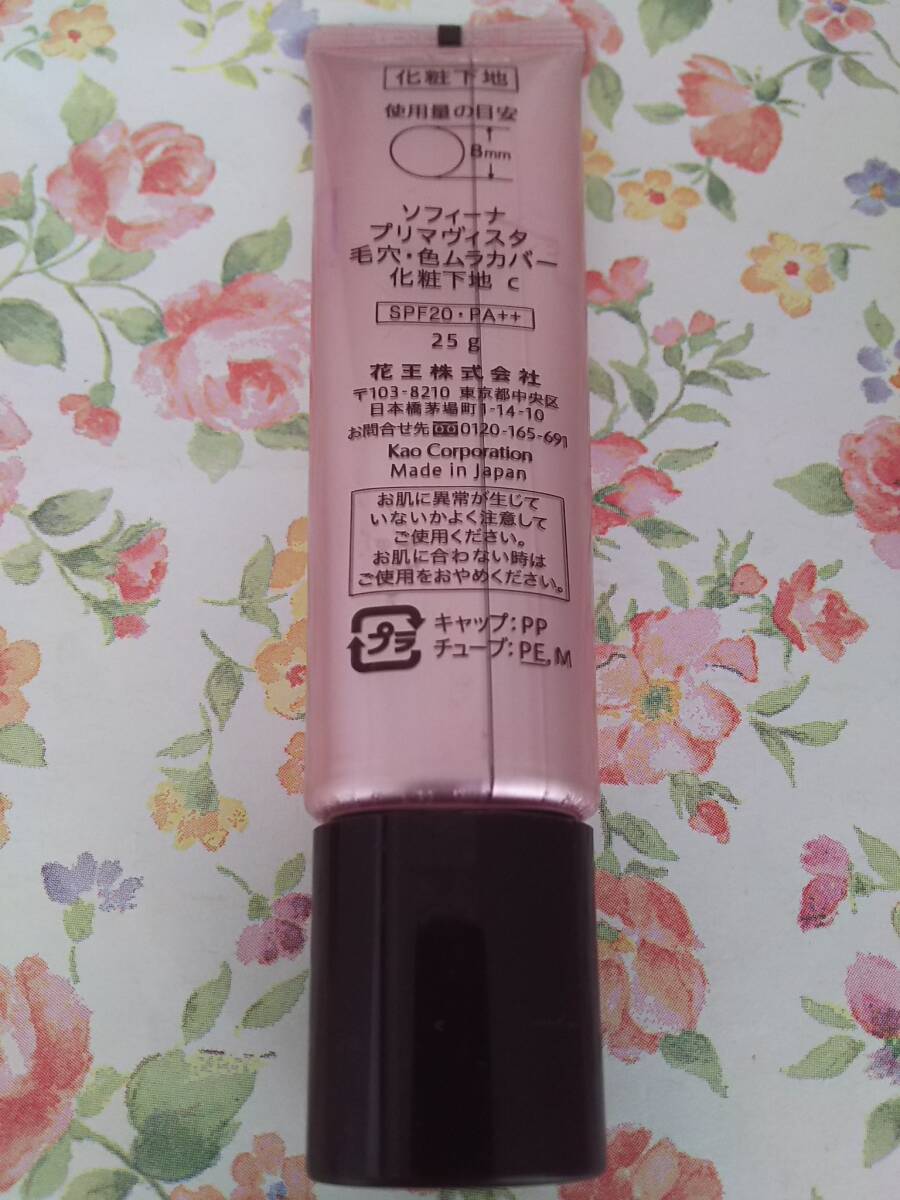 化粧下地
使用量の目安
8mm
ソフィーナ
プリマヴィスタ
毛穴・色ムラカバー
化粧下地 c
SPF20・PA++
25 g
花王株式会社
〒103-8210 東京都中央区
日本橋茅場町1-14-10
お問合せ先 0120-165-691
Kao Corporation
Made in Japan
お肌に異常が生じて
いないかよく注意して
ご使用ください。
お肌に合わない時は
ご使用をおやめください。
プラ
キャップ:PP
チューブ:PE,M